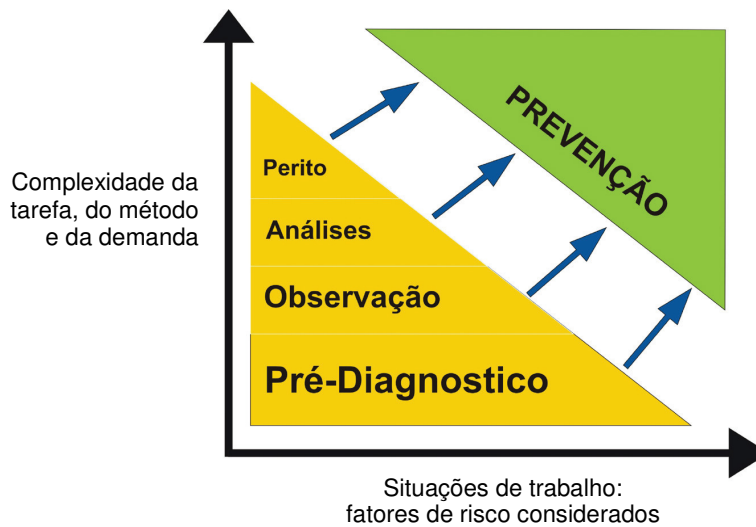 PREVENÇÃO
Perito
Complexidade da
tarefa, do método
e da demanda
Análises
Observação
Pré-Diagnostico
Situações de trabalho:
fatores de risco considerados